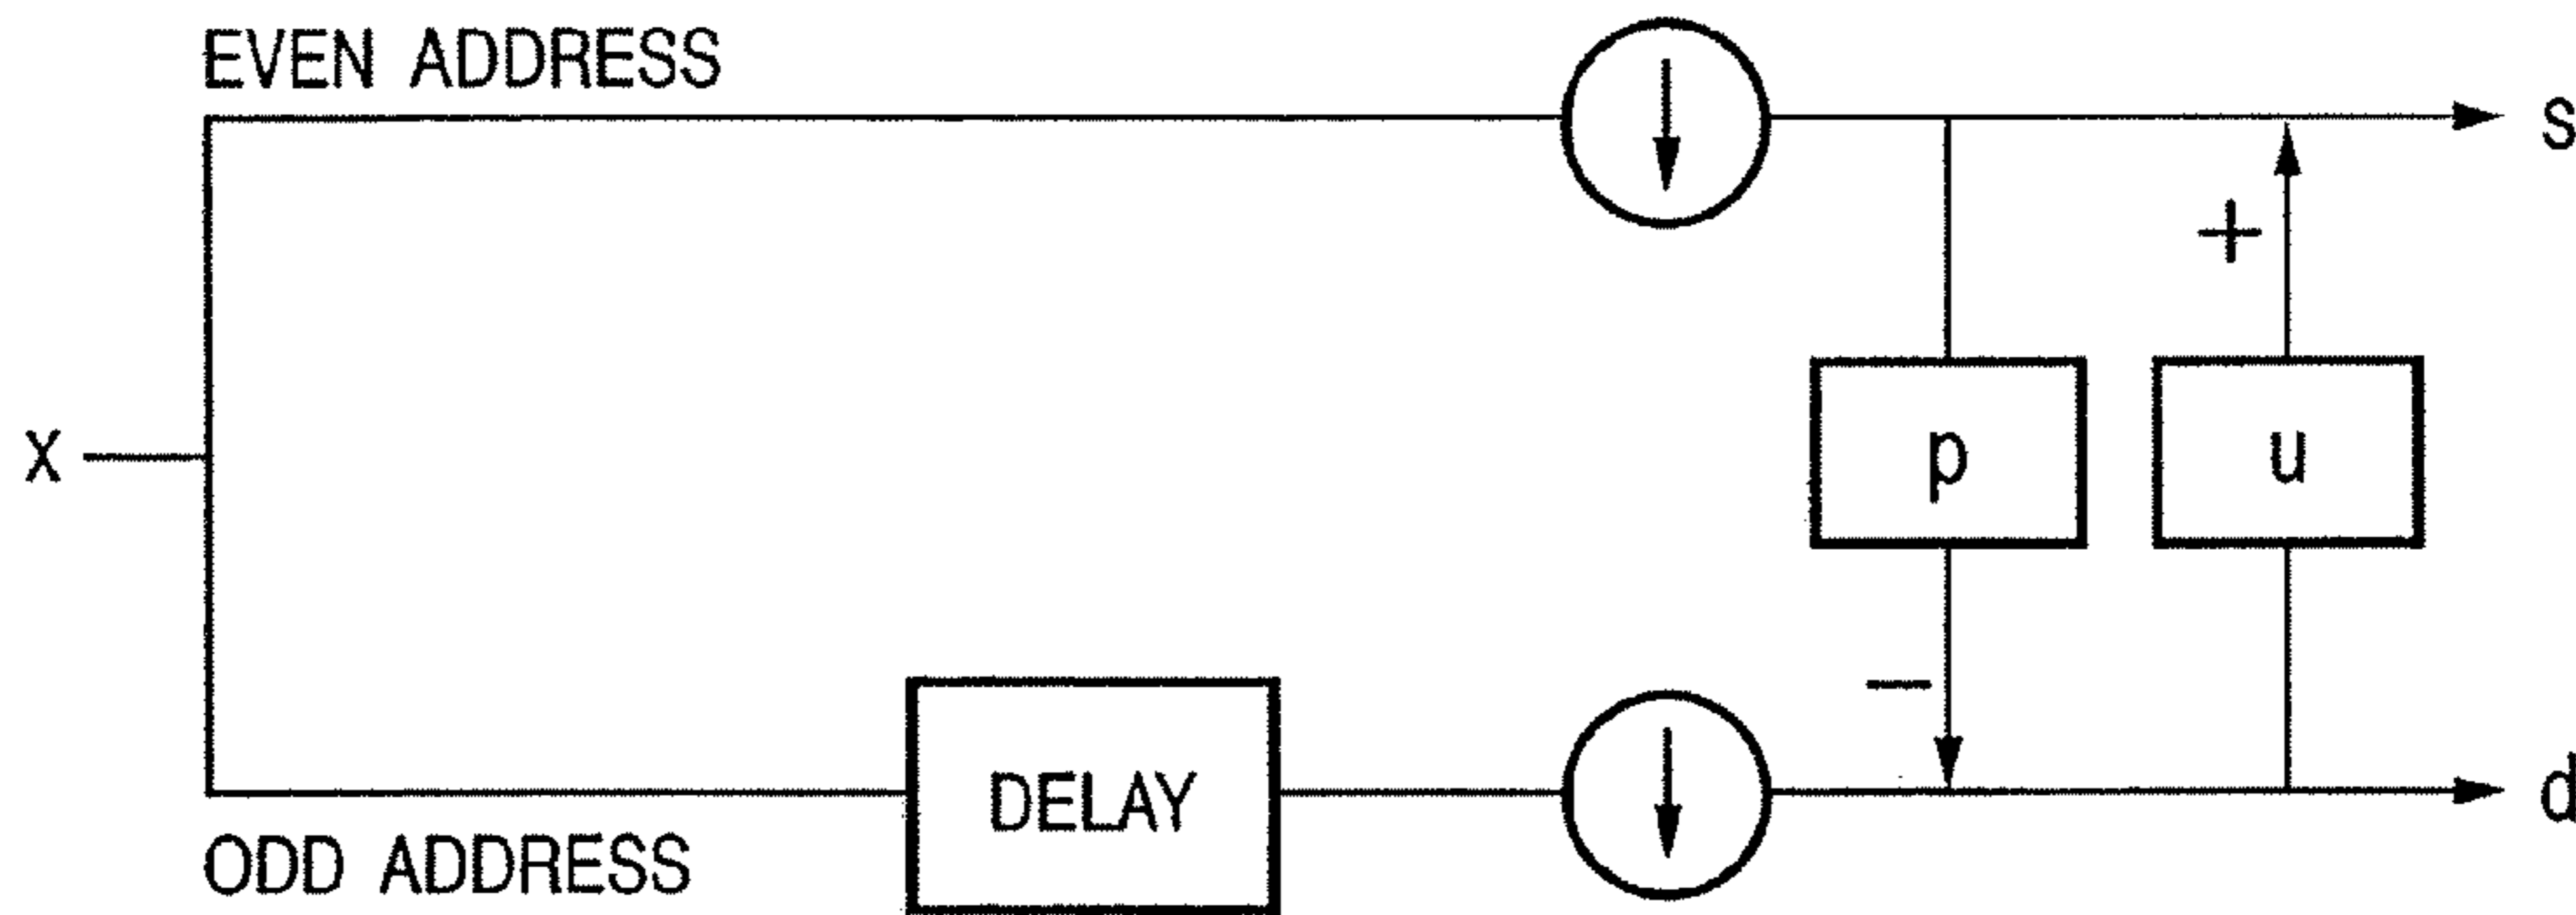 EVEN ADDRESS
s
+
x
p
u
−
DELAY
d
ODD ADDRESS